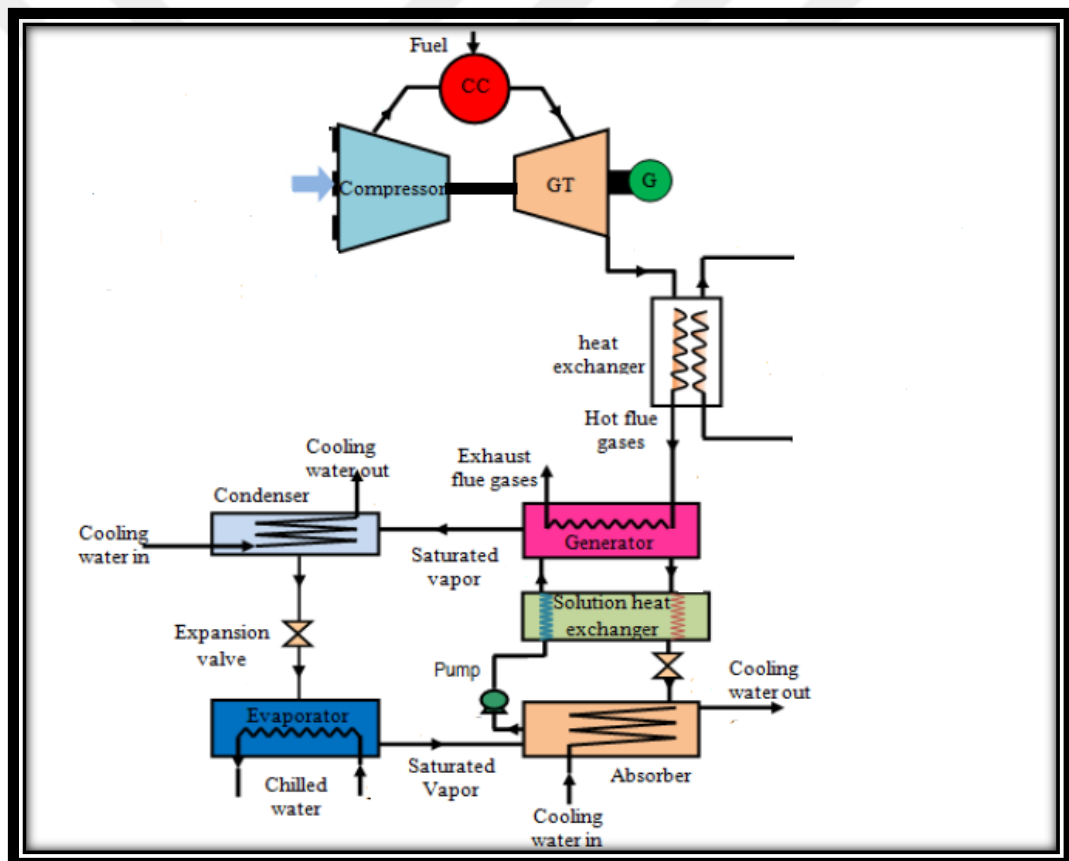 Fuel
CC
Compressor
GT
G
heat
exchanger
Hot flue
gases
Cooling
water out
Exhaust
flue gases
Condenser
Cooling
water in
Generator
Saturated
vapor
Solution heat
exchanger
Expansion
valve
Pump
Cooling
water out
Evaporator
Saturated
Vapor
Absorber
Chilled
water
Cooling
water in